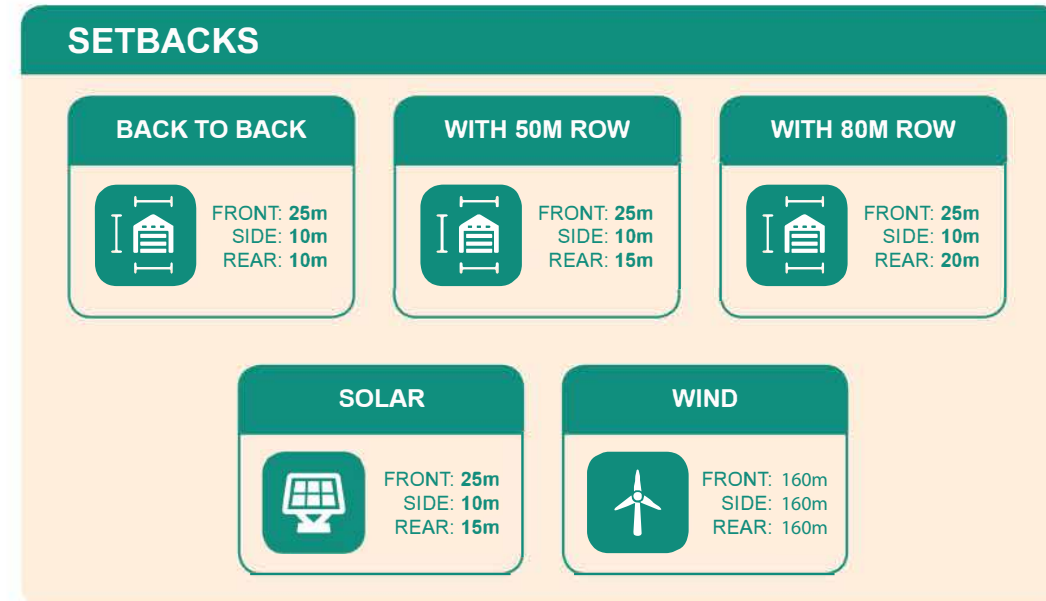 SETBACKS
BACK TO BACK
FRONT: 25m
SIDE: 10m
REAR: 10m
WITH 50M ROW
FRONT: 25m
SIDE: 10m
REAR: 15m
WITH 80M ROW
FRONT: 25m
SIDE: 10m
REAR: 20m
SOLAR
FRONT: 25m
SIDE: 10m
REAR: 15m
WIND
FRONT: 160m
SIDE: 160m
REAR: 160m